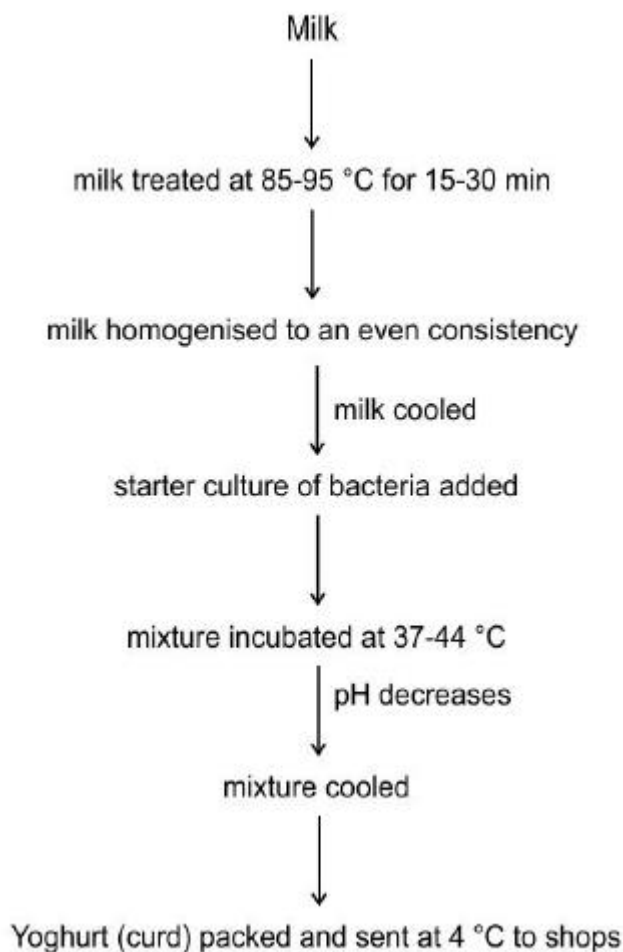 Milk
milk treated at 85-95 °C for 15-30 min
milk homogenised to an even consistency
milk cooled
starter culture of bacteria added
mixture incubated at 37-44 °C
pH decreases
mixture cooled
Yoghurt (curd) packed and sent at 4 °C to shops